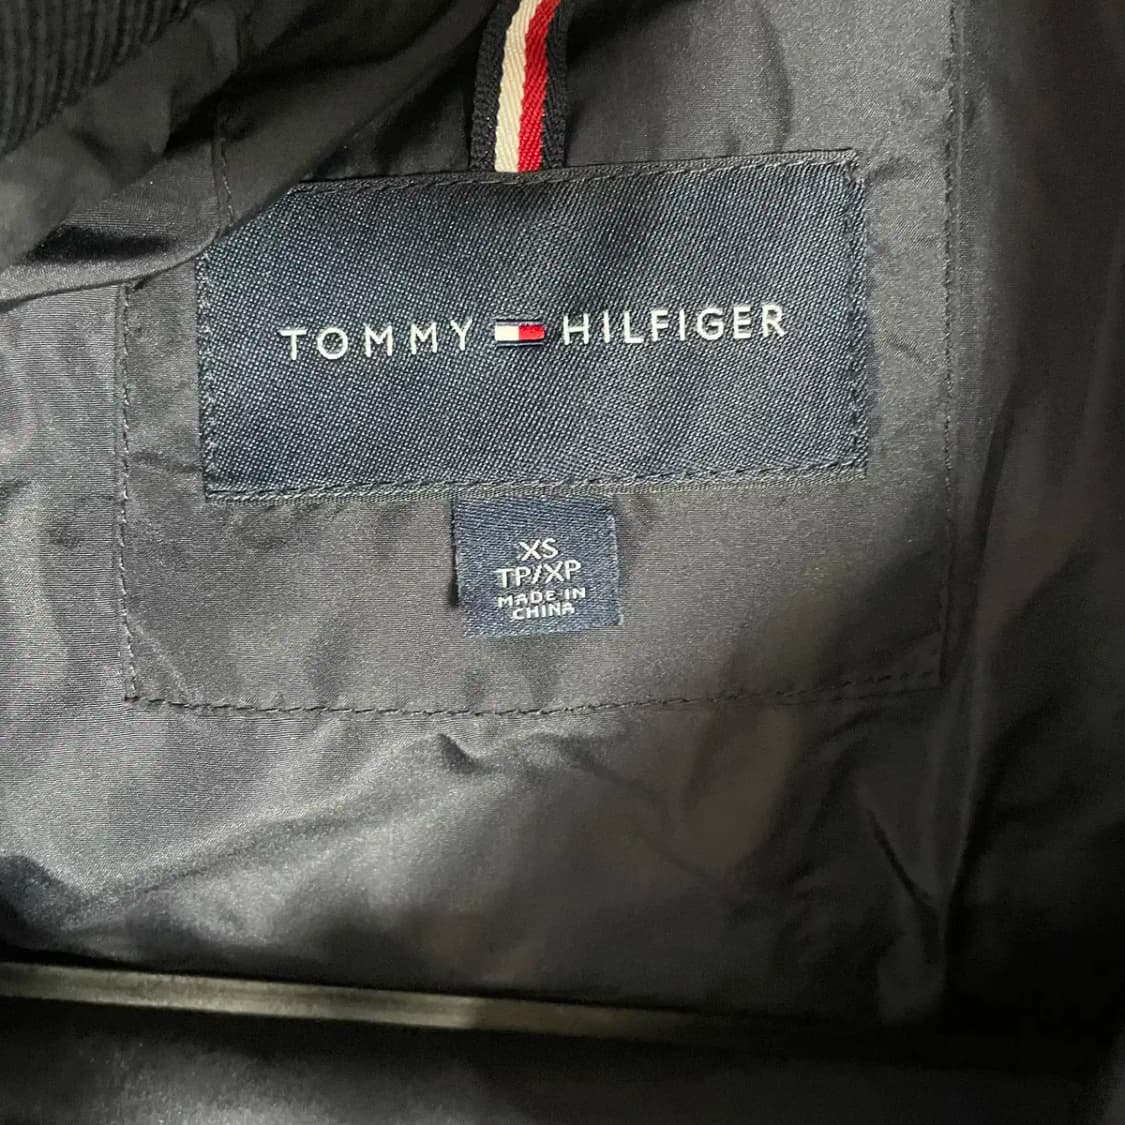 TOMMY HILFIGER
XS
TP/XP
MADE IN
CHINA